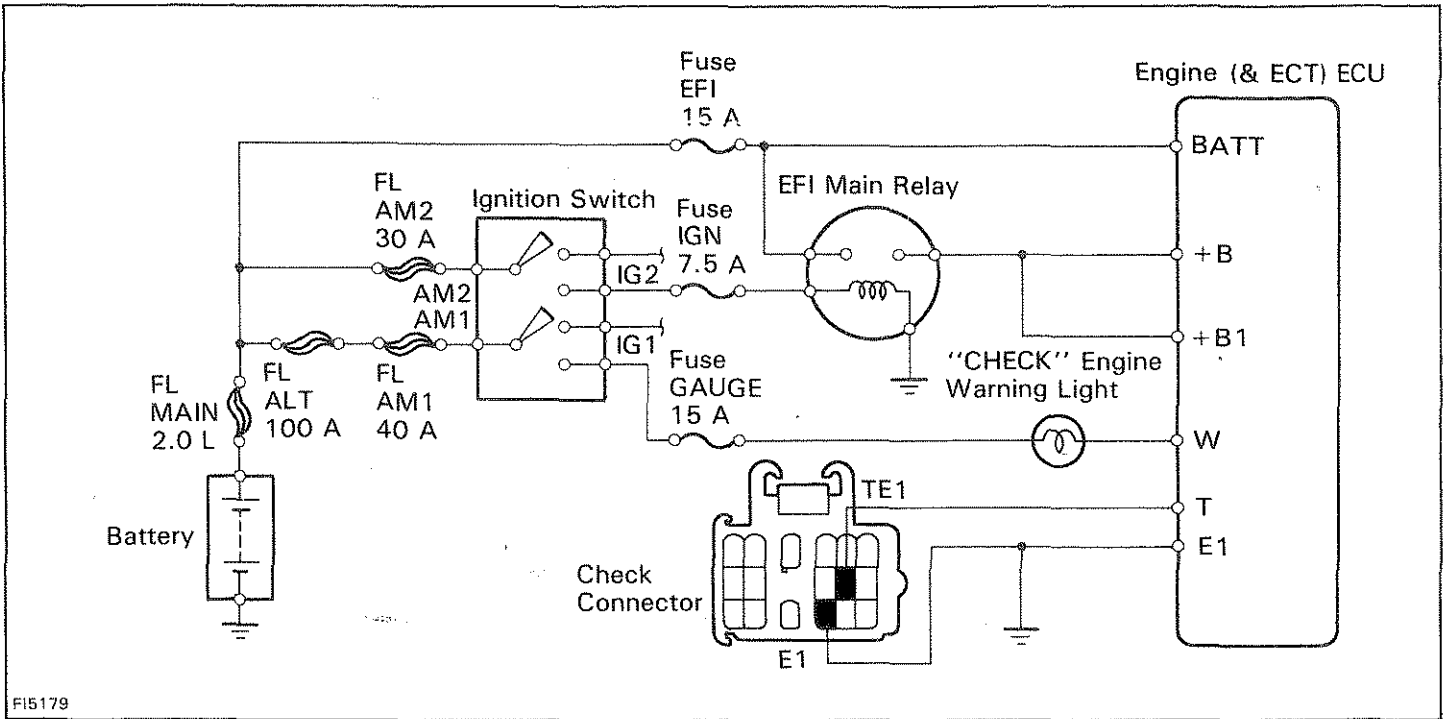 Fuse
EFI
15 A
Engine (& ECT) ECU
BATT
FL
AM2
30 A
Ignition Switch
Fuse
IGN
7.5 A
EFI Main Relay
+B
IG2
AM2
AM1
IG1
+B1
FL
MAIN
2.0 L
FL
ALT
100 A
FL
AM1
40 A
Fuse
GAUGE
15 A
"CHECK" Engine
Warning Light
W
TE1
T
Battery
E1
Check
Connector
E1
FI5179